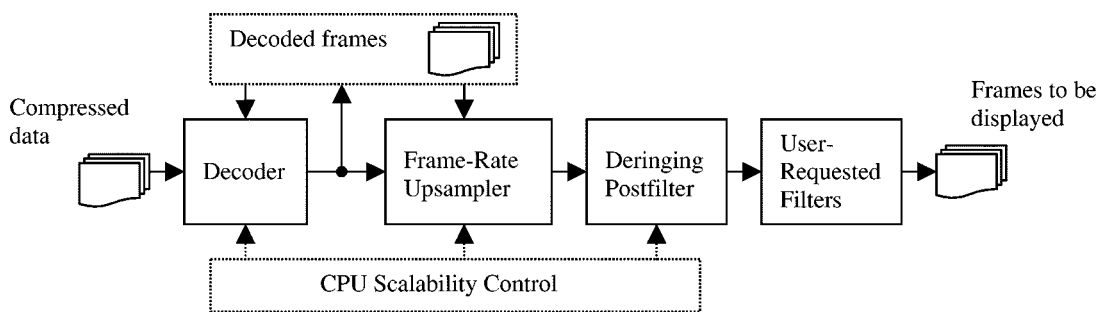 Decoded frames
Compressed
data
Decoder
Frame-Rate
Upsampler
Deringing
Postfilter
User-
Requested
Filters
Frames to be
displayed
CPU Scalability Control